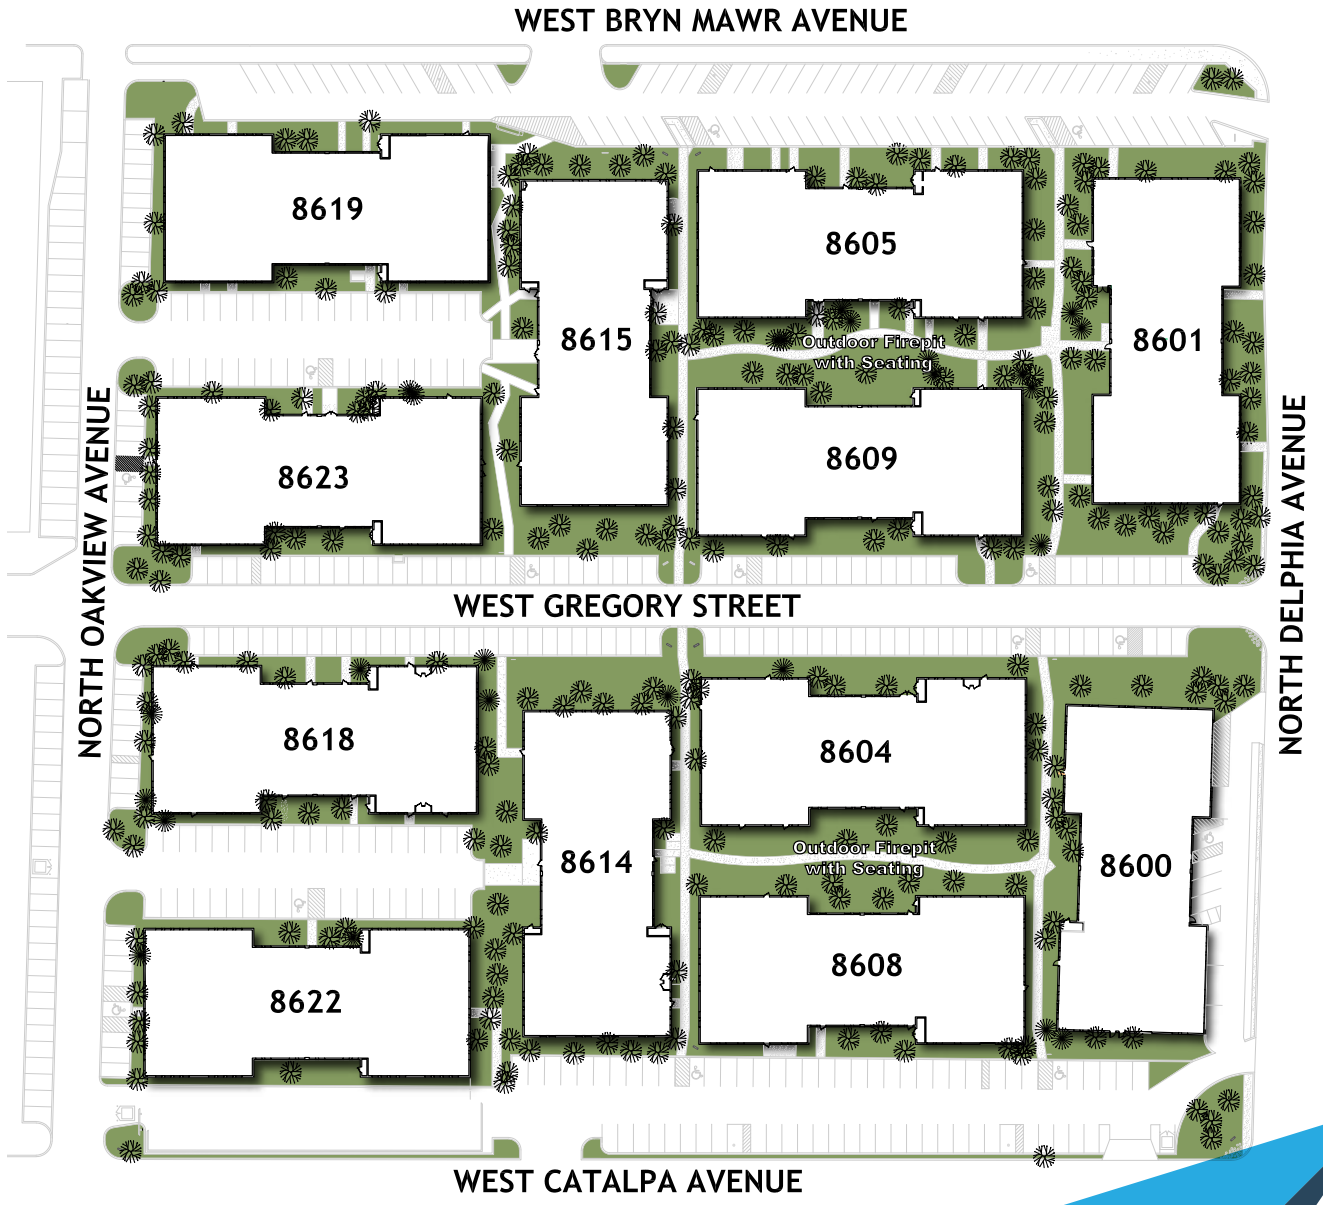 WEST BRYN MAWR AVENUE
8619
8605
8615
8601
Outdoor Firepit
with Seating
8609
8623
NORTH OAKVIEW AVENUE
NORTH DELPHIA AVENUE
WEST GREGORY STREET
8618
8604
8614
8600
Outdoor Firepit
with Seating
8608
8622
WEST CATALPA AVENUE